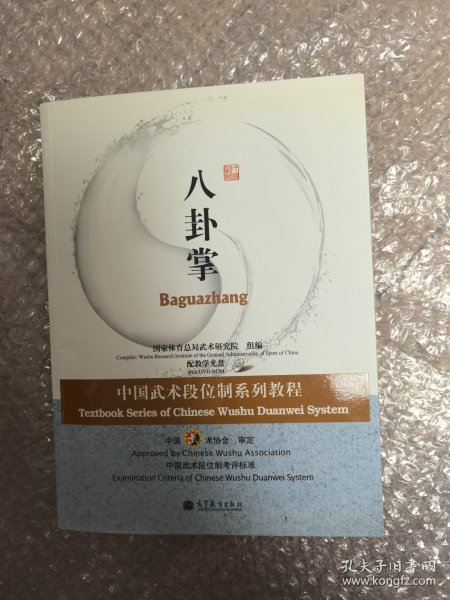 八卦掌
Baguazhang
国家体育总局武术研究院 组编
Compiler: Wushu Research Institute of the General Administration of Sport of China
配教学光盘
with DVD-ROM
中国武术段位制系列教程
Textbook Series of Chinese Wushu Duanwei System
中国 术协会 审定
Approved by Chinese Wushu Association
中国武术段位制考评标准
Examination Criteria of Chinese Wushu Duanwei System
高等教育出版社
孔夫子旧书网
www.kongfz.com